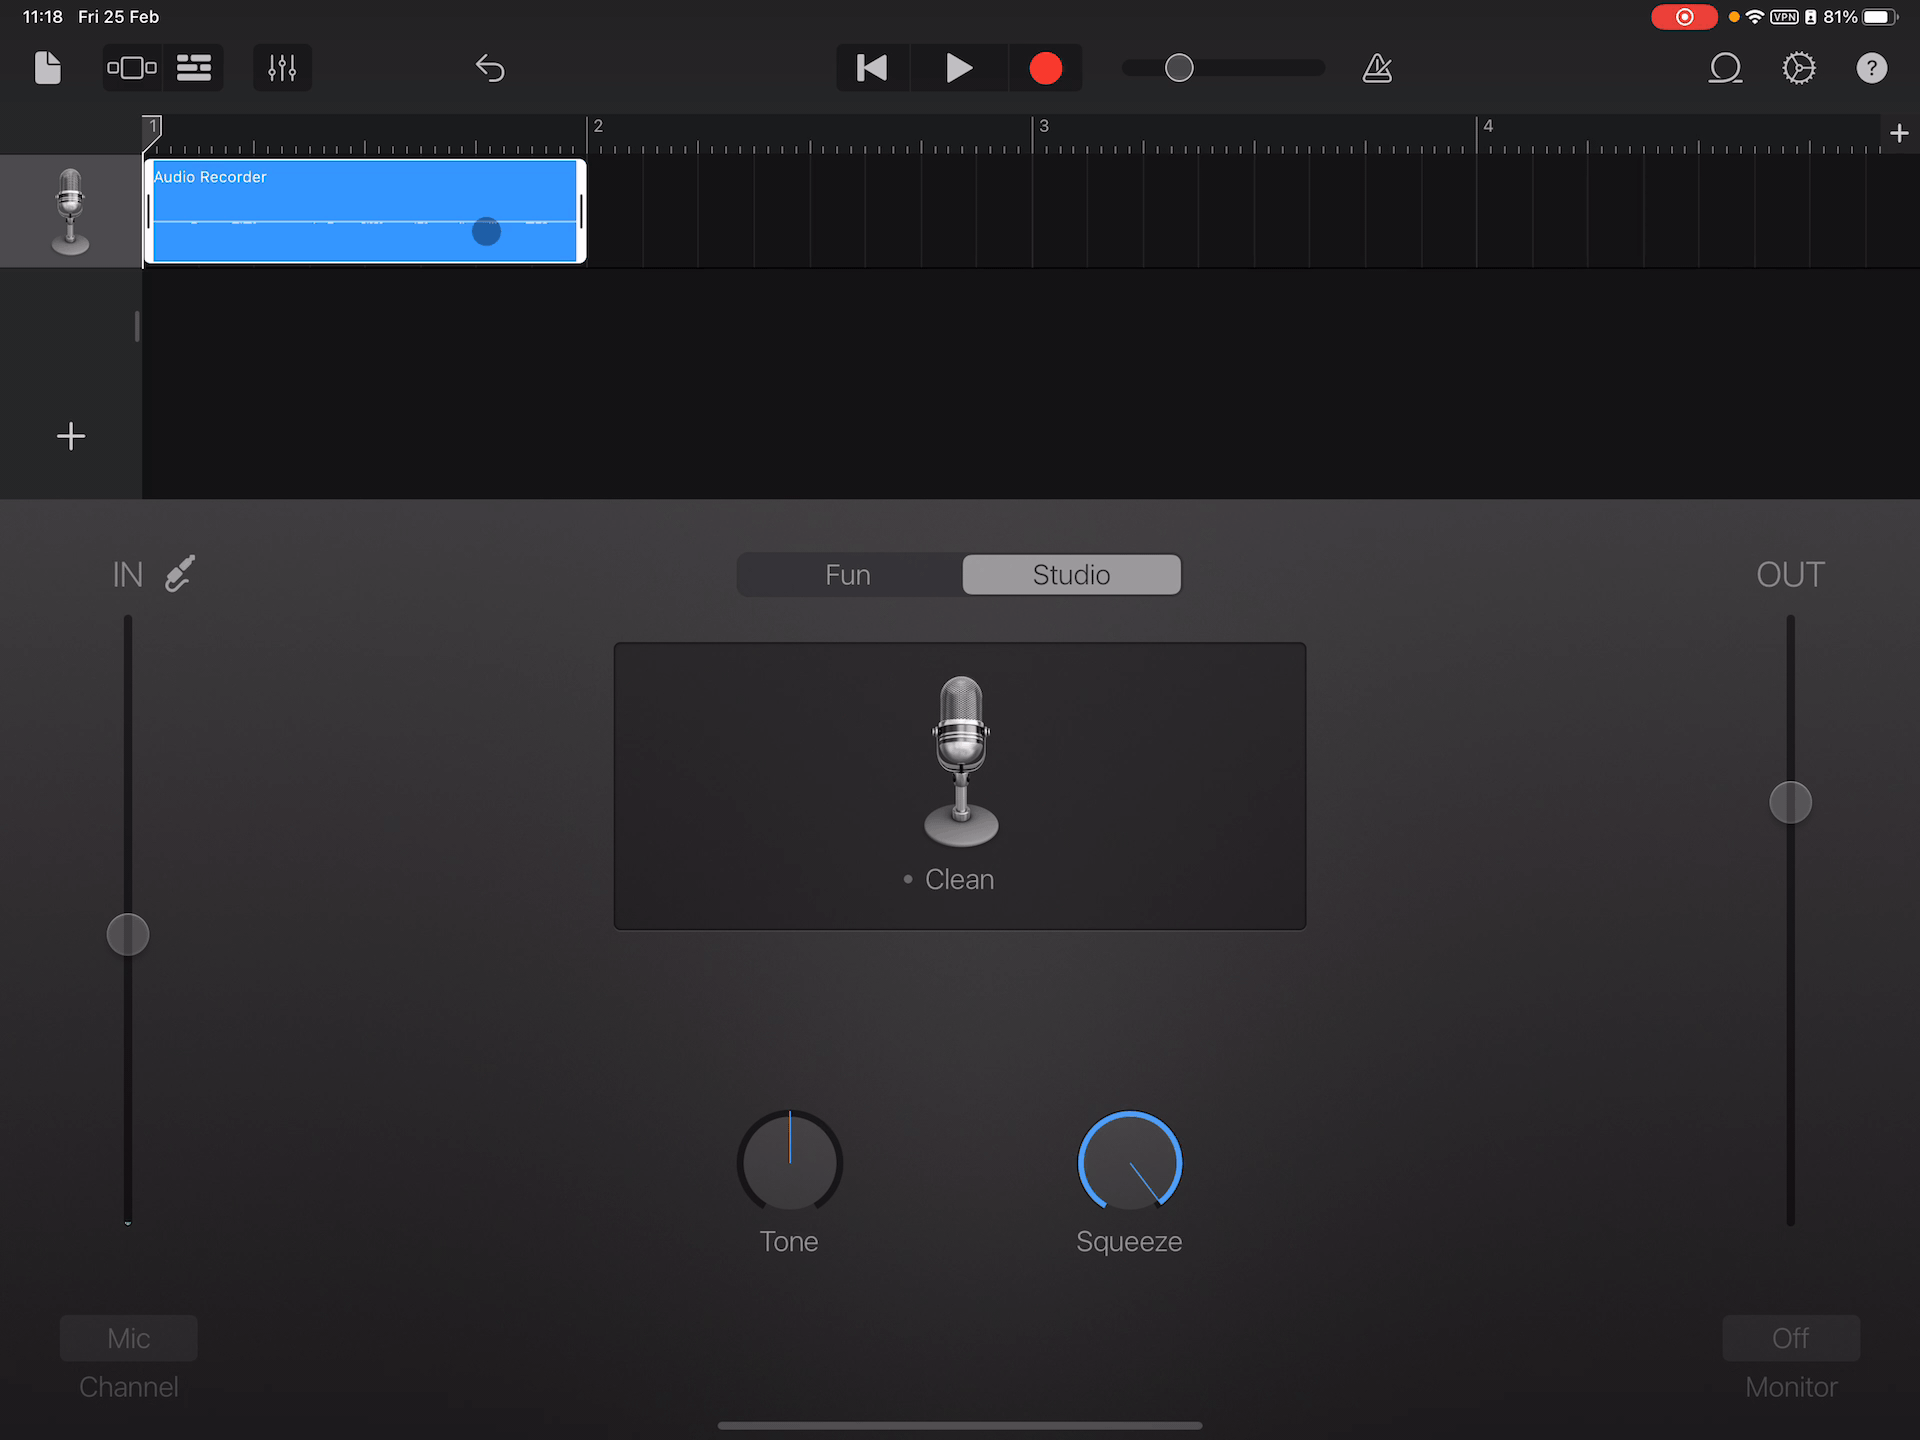 11:18 Fri 25 Feb
VPN 81%
?
1 2 3 4
Audio Recorder
IN
Fun Studio
OUT
Clean
Tone Squeeze
Mic Off
Channel Monitor